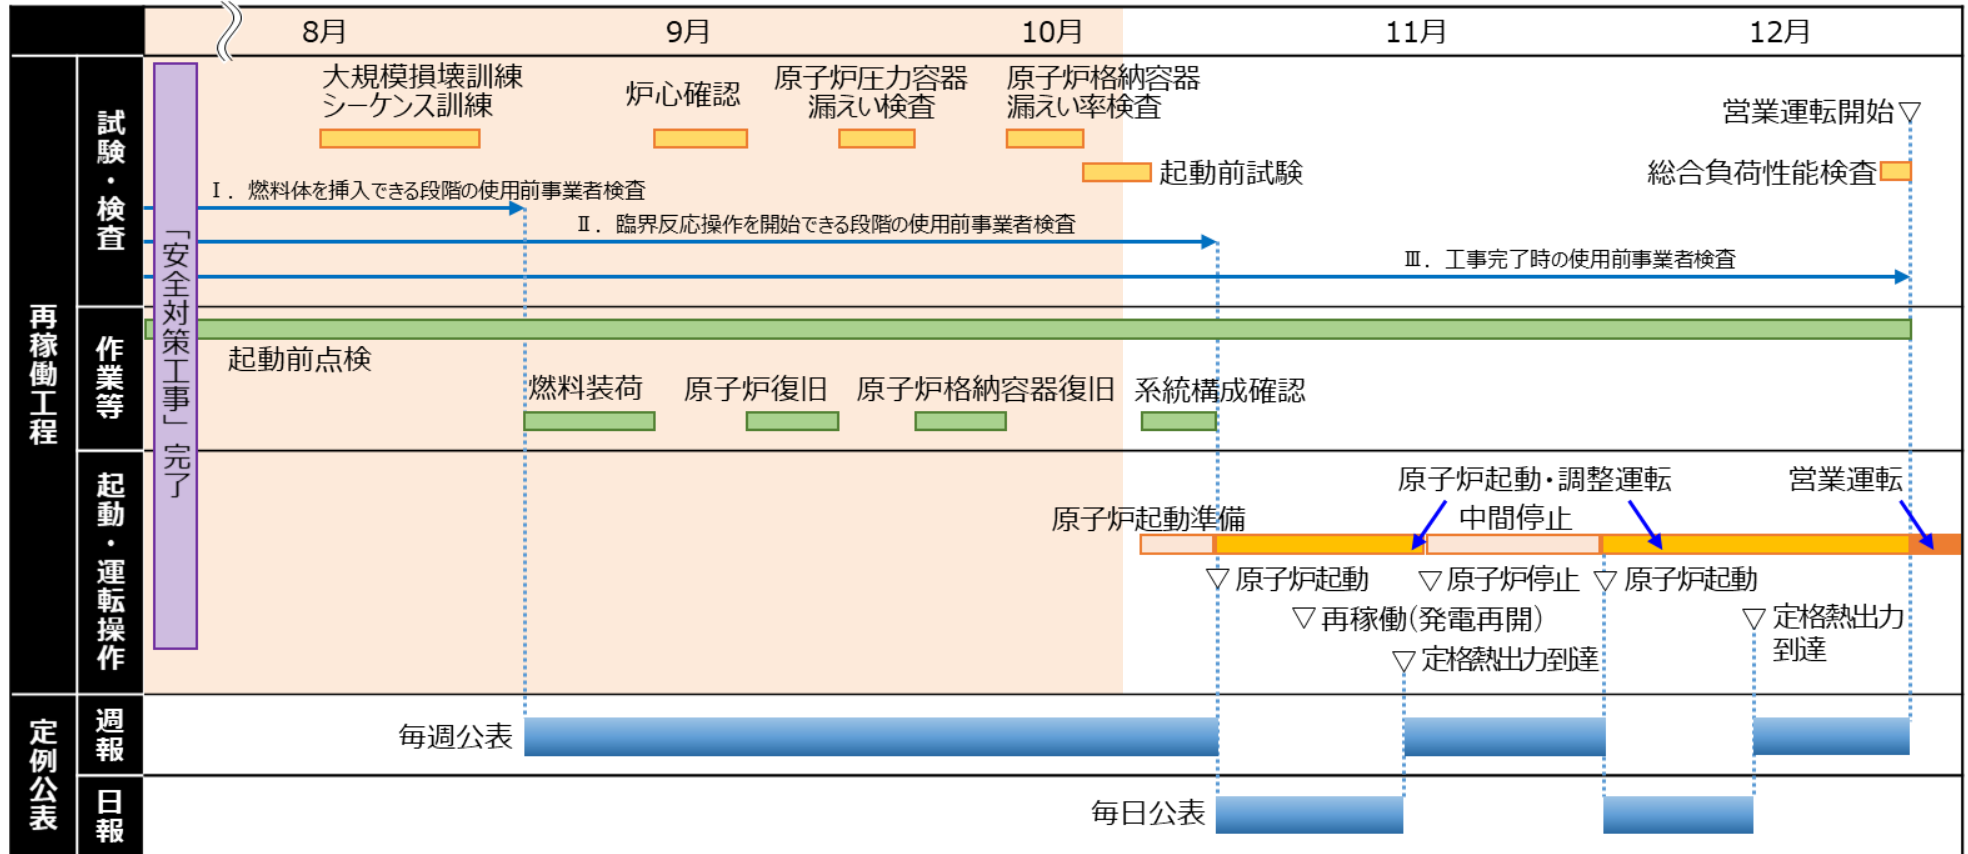 8月
9月
10月
11月
12月
再稼働工程
試験・検査
大規模損壊訓練
シーケンス訓練
炉心確認
原子炉圧力容器
漏えい検査
原子炉格納容器
漏えい率検査
営業運転開始▽
起動前試験
総合負荷性能検査
Ⅰ．燃料体を挿入できる段階の使用前事業者検査
Ⅱ．臨界反応操作を開始できる段階の使用前事業者検査
Ⅲ．工事完了時の使用前事業者検査
「安全対策工事」完了
作業等
起動前点検
燃料装荷
原子炉復旧
原子炉格納容器復旧
系統構成確認
起動・運転操作
原子炉起動・調整運転
営業運転
原子炉起動準備
中間停止
▽原子炉起動
▽原子炉停止
▽原子炉起動
▽再稼働(発電再開)
▽定格熱出力
到達
▽定格熱出力到達
定例公表
週報
毎週公表
日報
毎日公表